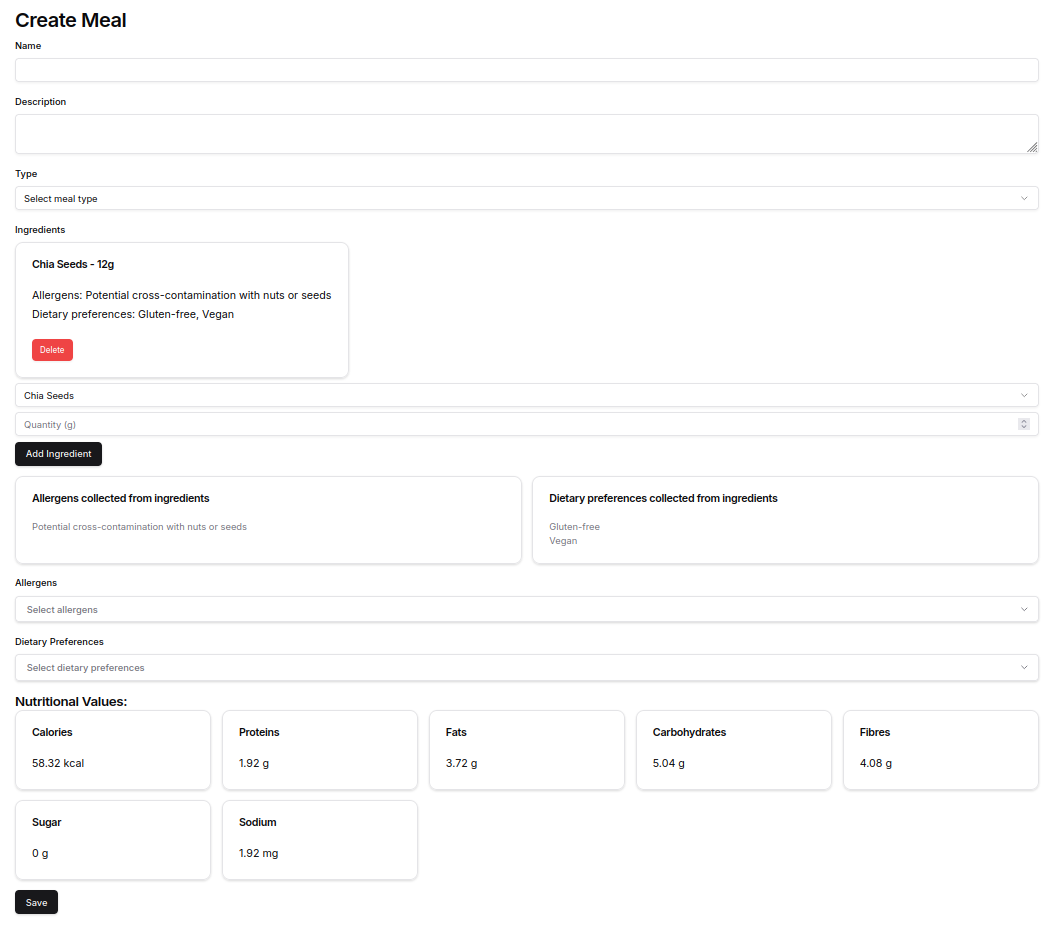 Create Meal
Name
Description
Type
Select meal type
Ingredients
Chia Seeds - 12g
Allergens: Potential cross-contamination with nuts or seeds
Dietary preferences: Gluten-free, Vegan
Delete
Chia Seeds
Quantity (g)
Add Ingredient
Allergens collected from ingredients
Potential cross-contamination with nuts or seeds
Dietary preferences collected from ingredients
Gluten-free
Vegan
Allergens
Select allergens
Dietary Preferences
Select dietary preferences
Nutritional Values:
Calories
58.32 kcal
Proteins
1.92 g
Fats
3.72 g
Carbohydrates
5.04 g
Fibres
4.08 g
Sugar
0 g
Sodium
1.92 mg
Save